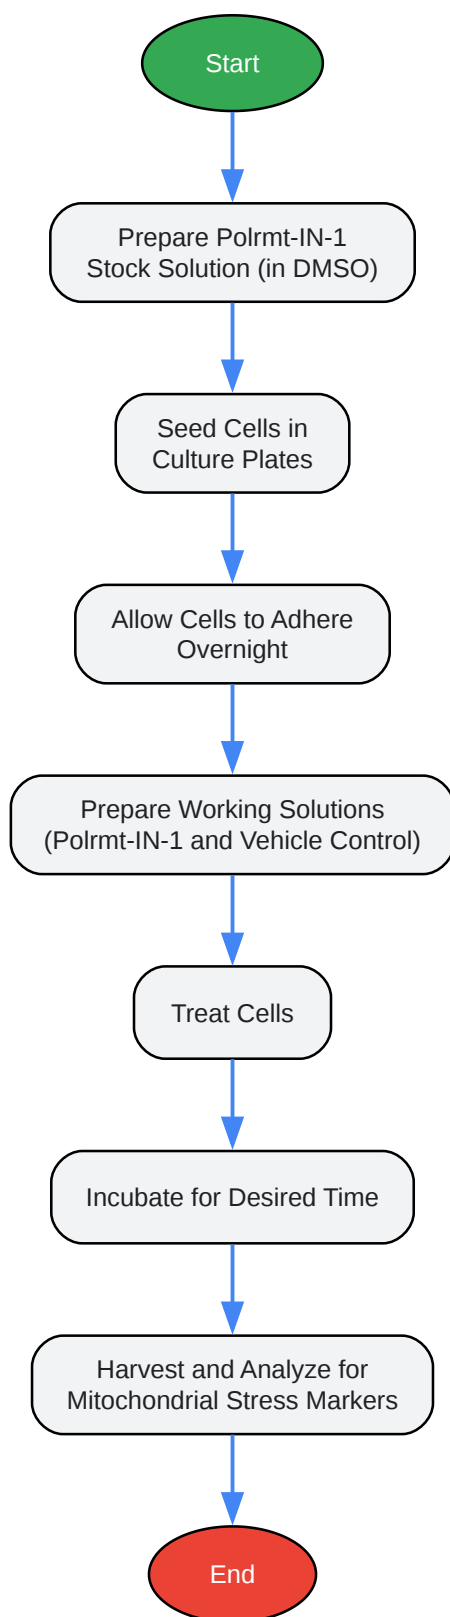 Start
Prepare Polrmt-IN-1
Stock Solution (in DMSO)
Seed Cells in
Culture Plates
Allow Cells to Adhere
Overnight
Prepare Working Solutions
(Polrmt-IN-1 and Vehicle Control)
Treat Cells
Incubate for Desired Time
Harvest and Analyze for
Mitochondrial Stress Markers
End